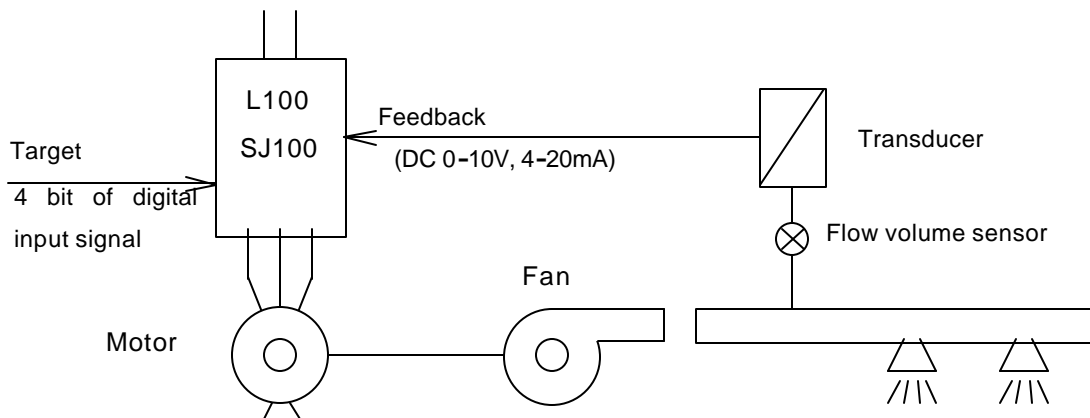 L100
SJ100
Target
4 bit of digital
input signal
Feedback
(DC 0-10V, 4-20mA)
Transducer
Flow volume sensor
Fan
Motor